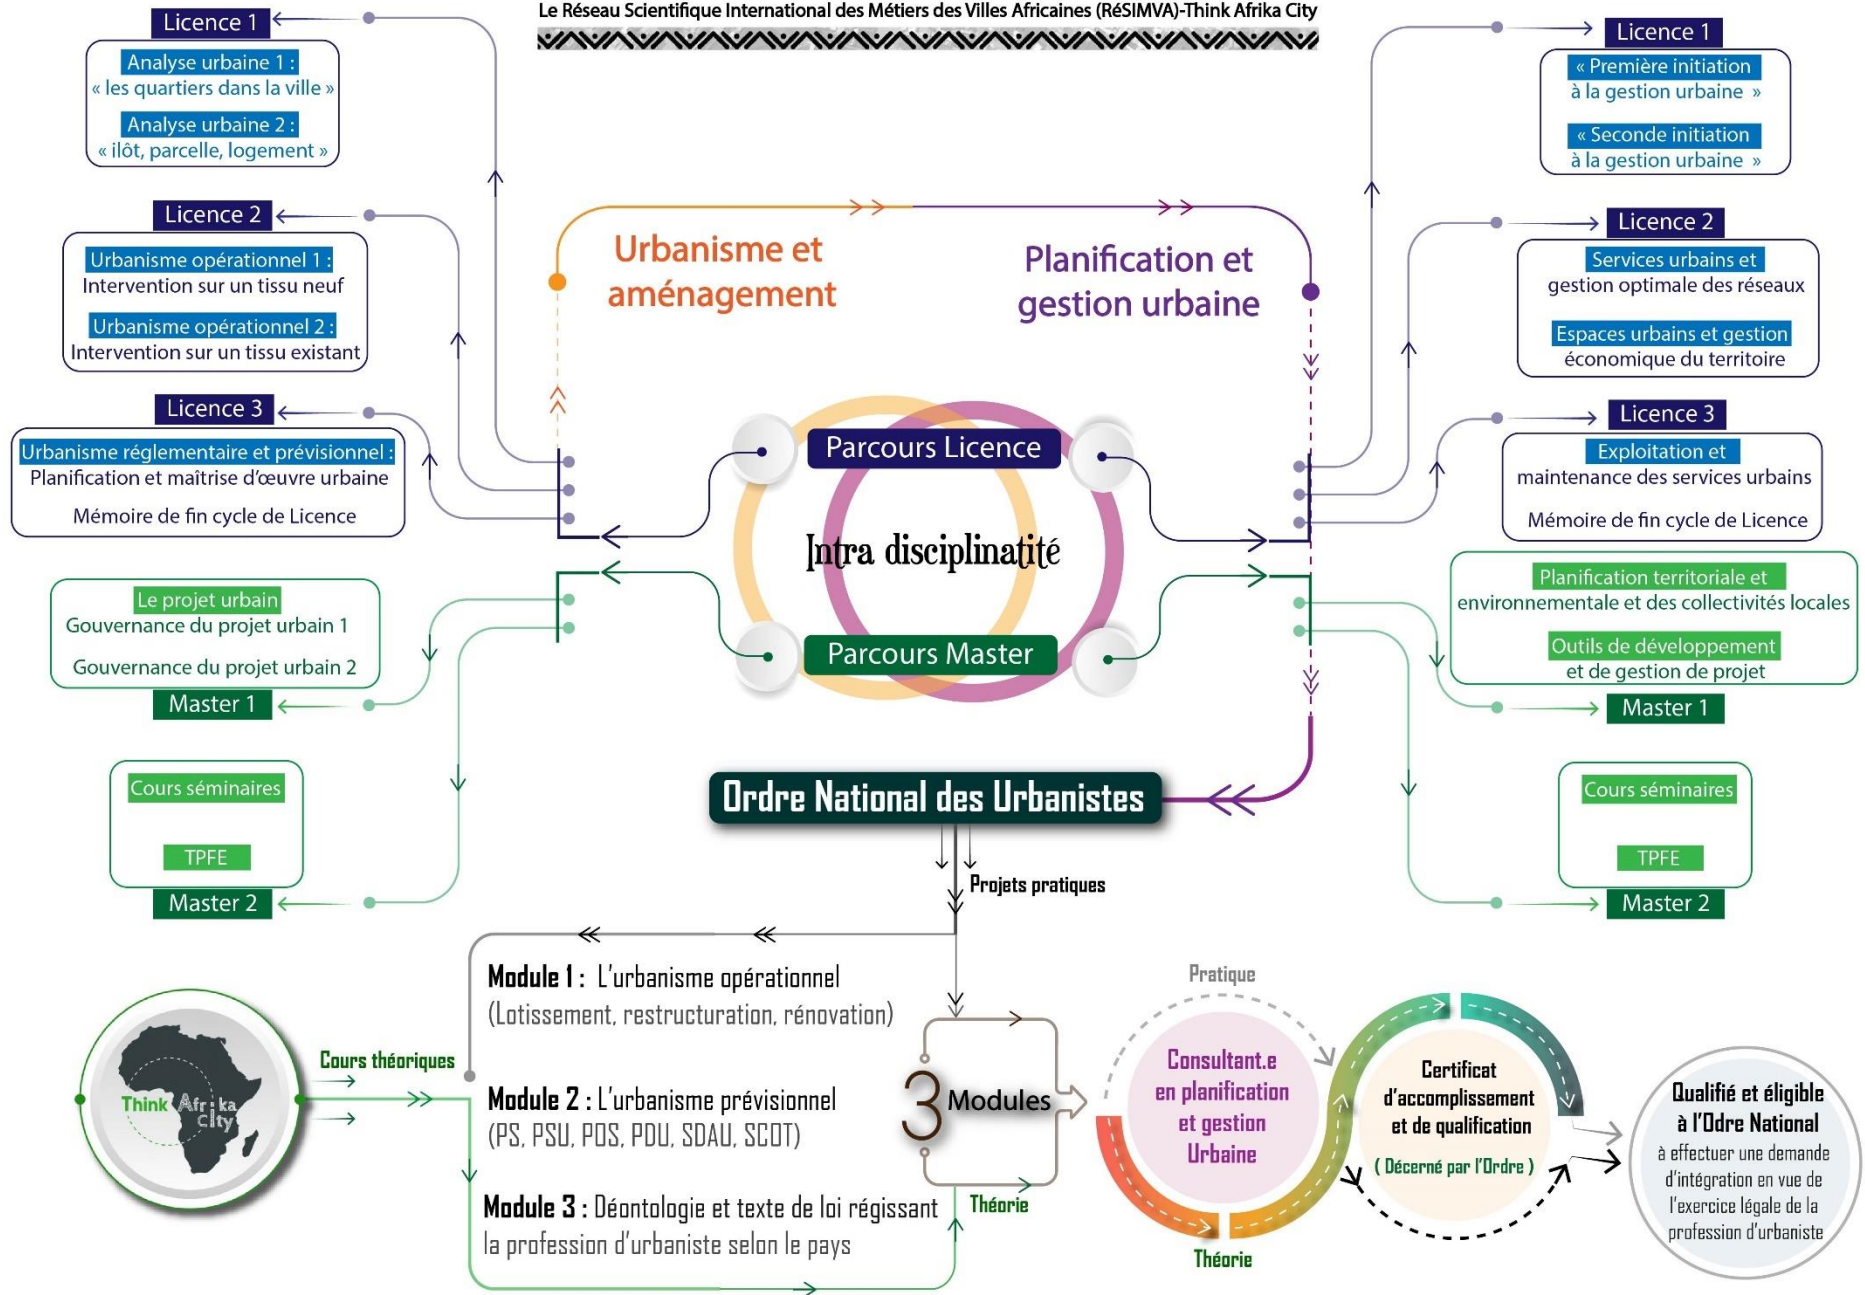 Le Réseau Scientifique International des Métiers des Villes Africaines (RéSIMVA)-Think Afrika City
Licence 1
Analyse urbaine 1 :
« les quartiers dans la ville »
Analyse urbaine 2 :
« ilôt, parcelle, logement »
Licence 2
Urbanisme opérationnel 1 :
Intervention sur un tissu neuf
Urbanisme opérationnel 2 :
Intervention sur un tissu existant
Licence 3
Urbanisme réglementaire et prévisionnel :
Planification et maîtrise d'œuvre urbaine
Mémoire de fin cycle de Licence
Le projet urbain
Gouvernance du projet urbain 1
Gouvernance du projet urbain 2
Master 1
Cours séminaires
TPFE
Master 2
Urbanisme et
aménagement
Planification et
gestion urbaine
Parcours Licence
Intra disciplinatité
Parcours Master
Licence 1
« Première initiation
à la gestion urbaine »
« Seconde initiation
à la gestion urbaine »
Licence 2
Services urbains et
gestion optimale des réseaux
Espaces urbains et gestion
économique du territoire
Licence 3
Exploitation et
maintenance des services urbains
Mémoire de fin cycle de Licence
Planification territoriale et
environnementale et des collectivités locales
Outils de développement
et de gestion de projet
Master 1
Cours séminaires
TPFE
Master 2
Ordre National des Urbanistes
Projets pratiques
Think Afrika
City
Cours théoriques
Module 1 : L'urbanisme opérationnel
(Lotissement, restructuration, rénovation)
Module 2 : L'urbanisme prévisionnel
(PS, PSU, POS, PDU, SDAU, SCOT)
Module 3 : Déontologie et texte de loi régissant
la profession d'urbaniste selon le pays
3 Modules
Théorie
Pratique
Consultant.e
en planification
et gestion
Urbaine
Théorie
Certificat
d'accomplissement
et de qualification
( Décerné par l'Ordre )
Qualifié et éligible
à l'Odre National
à effectuer une demande
d'intégration en vue de
l'exercice légale de la
profession d'urbaniste